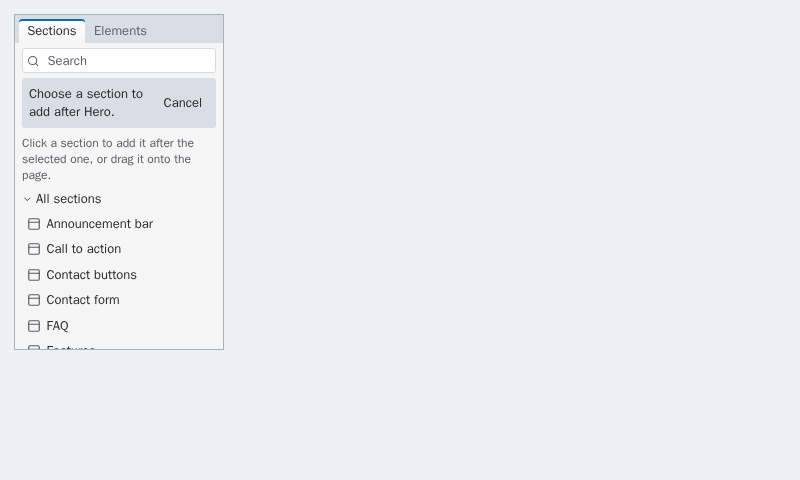 Sections Elements
Search
Choose a section to
add after Hero.
Cancel
Click a section to add it after the
selected one, or drag it onto the
page.
All sections
Announcement bar
Call to action
Contact buttons
Contact form
FAQ